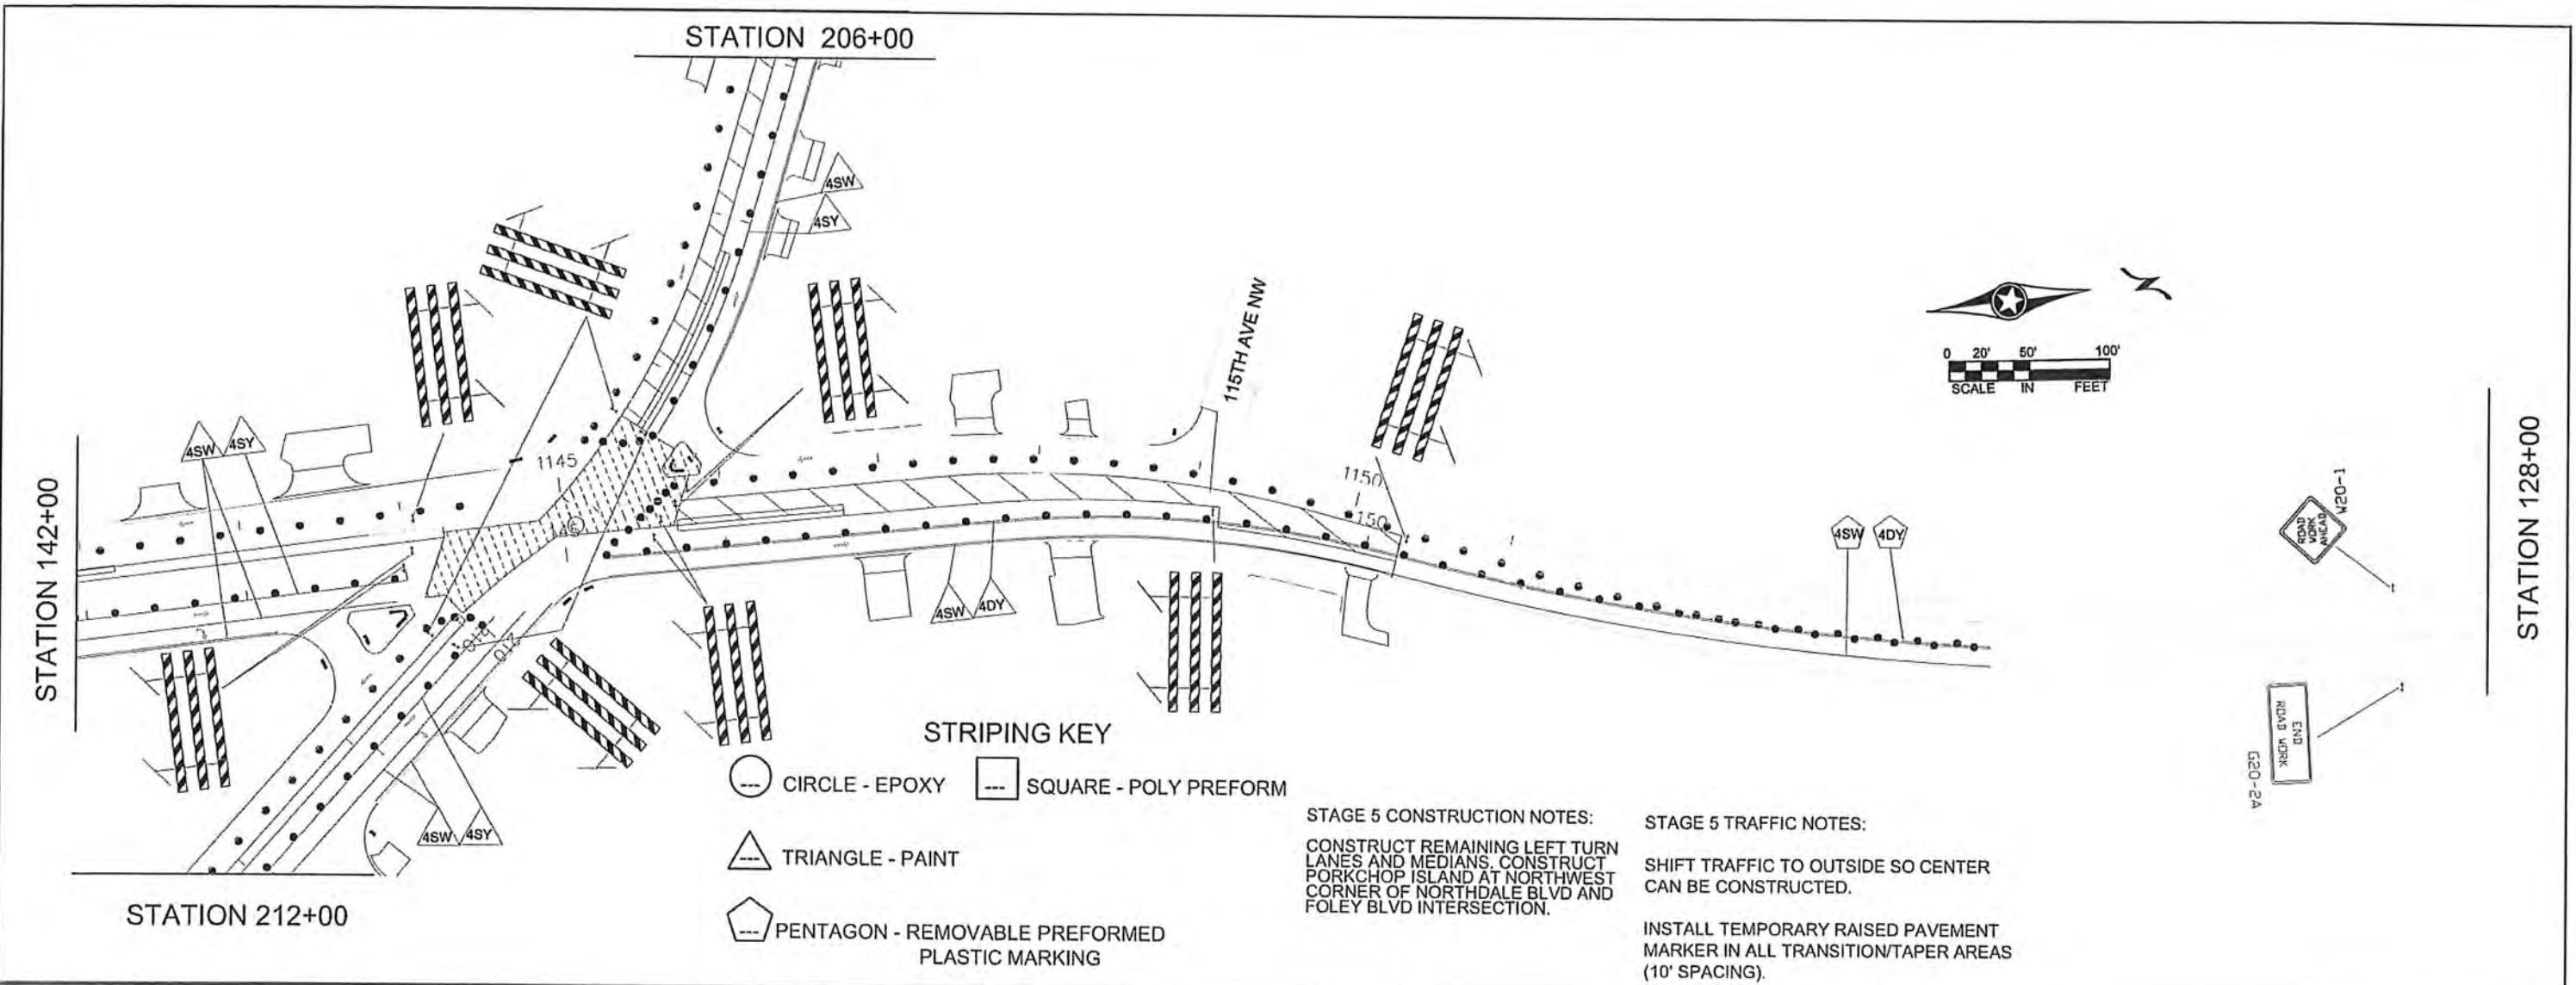 STATION 206+00
4SW
4SY
115TH AVE NW
0 20' 50' 100'
SCALE IN FEET
STATION 142+00
4SW
4SY
1145
1150
150
4SW
4DY
4SW
4DY
ROAD
WORK
AHEAD
W20-1
STATION 128+00
END
ROAD WORK
G20-2A
4SW
4SY
STATION 212+00
STRIPING KEY
--- CIRCLE - EPOXY
--- SQUARE - POLY PREFORM
--- TRIANGLE - PAINT
--- PENTAGON - REMOVABLE PREFORMED
PLASTIC MARKING
STAGE 5 CONSTRUCTION NOTES:
CONSTRUCT REMAINING LEFT TURN
LANES AND MEDIANS. CONSTRUCT
PORKCHOP ISLAND AT NORTHWEST
CORNER OF NORTHDALE BLVD AND
FOLEY BLVD INTERSECTION.
STAGE 5 TRAFFIC NOTES:
SHIFT TRAFFIC TO OUTSIDE SO CENTER
CAN BE CONSTRUCTED.
INSTALL TEMPORARY RAISED PAVEMENT
MARKER IN ALL TRANSITION/TAPER AREAS
(10' SPACING).